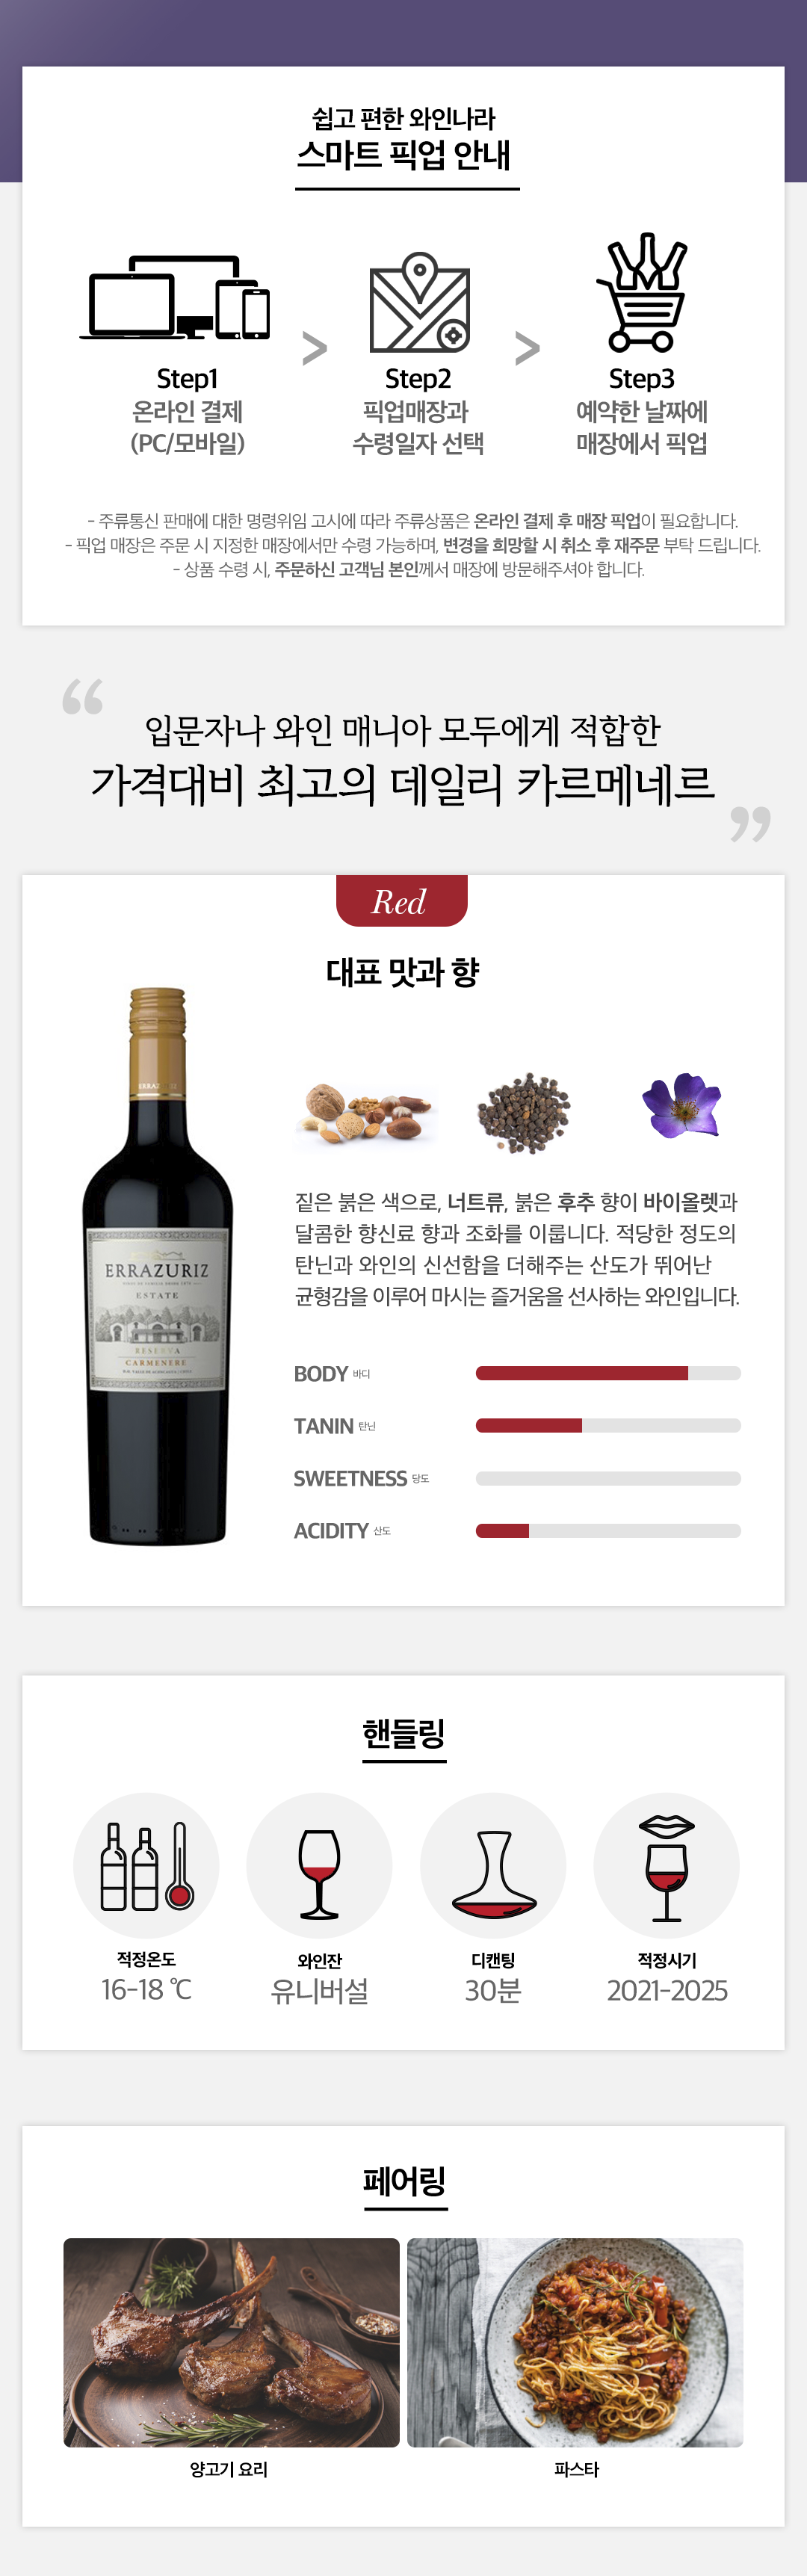 쉽고 편한 와인나라
스마트 픽업 안내
Step1
온라인 결제
(PC/모바일)
>
Step2
픽업매장과
수령일자 선택
>
Step3
예약한 날짜에
매장에서 픽업
- 주류통신 판매에 대한 명령위임 고시에 따라 주류상품은 온라인 결제 후 매장 픽업이 필요합니다.
- 픽업 매장은 주문 시 지정한 매장에서만 수령 가능하며, 변경을 희망할 시 취소 후 재주문 부탁 드립니다.
- 상품 수령 시, 주문하신 고객님 본인께서 매장에 방문해주셔야 합니다.
“
입문자나 와인 매니아 모두에게 적합한
가격대비 최고의 데일리 카르메네르
”
Red
대표 맛과 향
ERRAZURIZ
ERRAZURIZ
ESTATE
RESERVA
CARMENERE
짙은 붉은 색으로, 너트류, 붉은 후추 향이 바이올렛과
달콤한 향신료 향과 조화를 이룹니다. 적당한 정도의
탄닌과 와인의 신선함을 더해주는 산도가 뛰어난
균형감을 이루어 마시는 즐거움을 선사하는 와인입니다.
BODY 바디
TANIN 탄닌
SWEETNESS 당도
ACIDITY 산도
핸들링
적정온도
16-18 ℃
와인잔
유니버설
디캔팅
30분
적정시기
2021-2025
페어링
양고기 요리
파스타